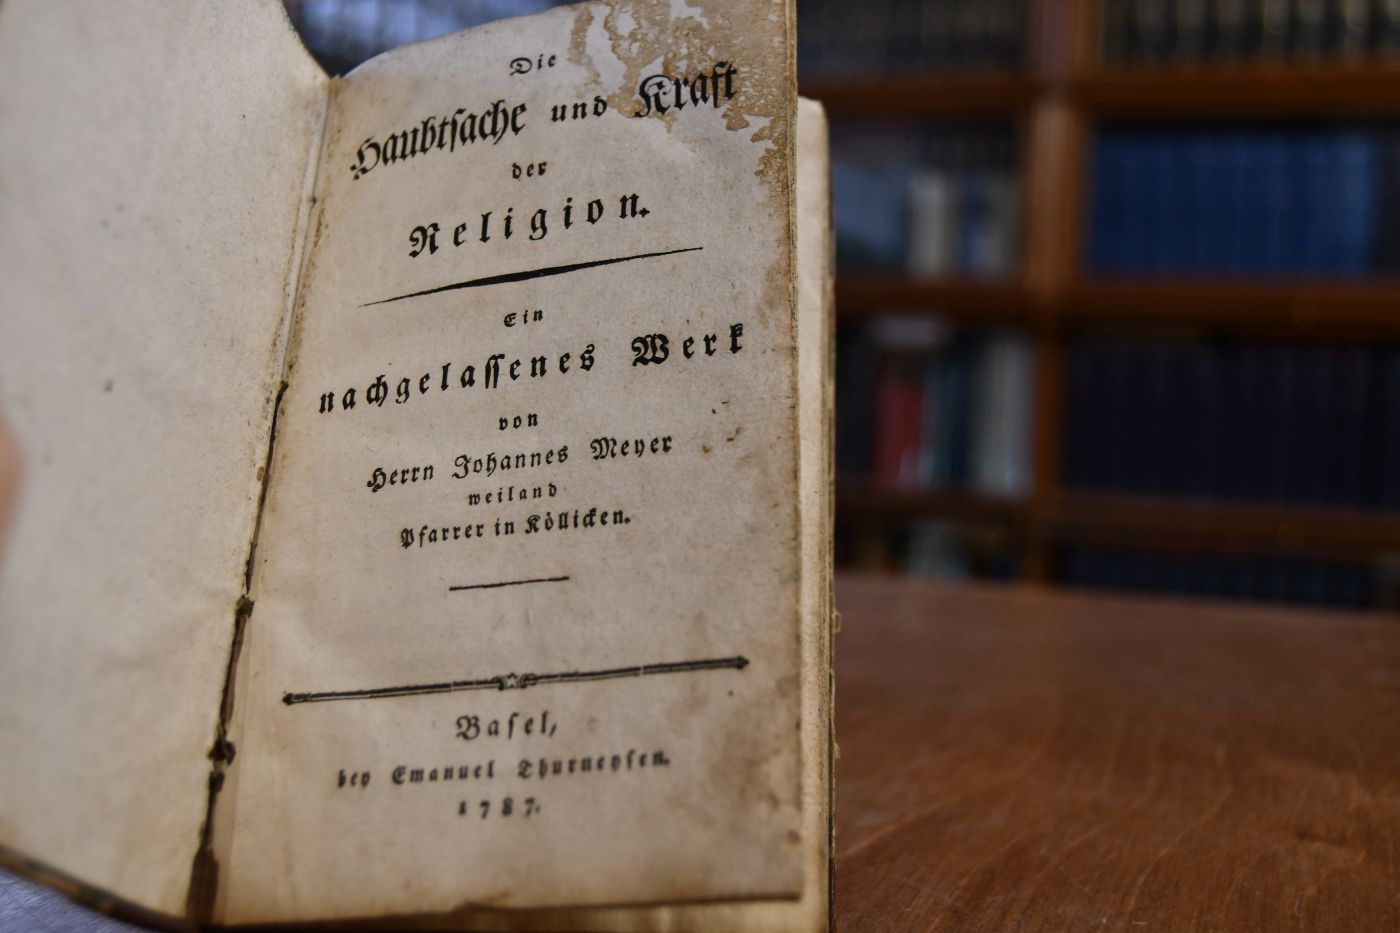 Die
Haubtſache und Kraft
der
Religion.
Ein
nachgelaſſenes Werk
von
Herrn Johannes Meyer
weiland
Pfarrer in Köllicken.
Baſel,
bey Emanuel Thurneyſen.
1787.